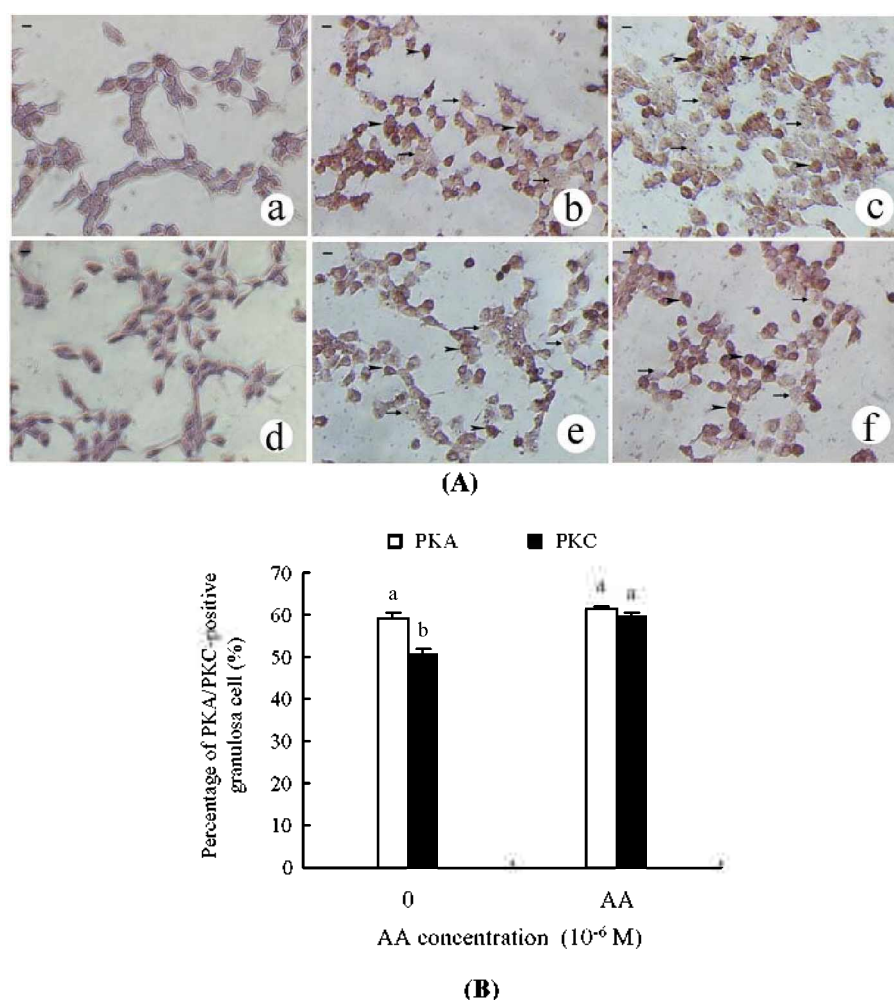 a b c
d e f
(A)
PKA PKC
Percentage of PKA/PKC-positive
granulosa cell (%)
70
60
50
40
30
20
10
0
a
b
a
0 AA
AA concentration (10⁻⁶ M)
(B)